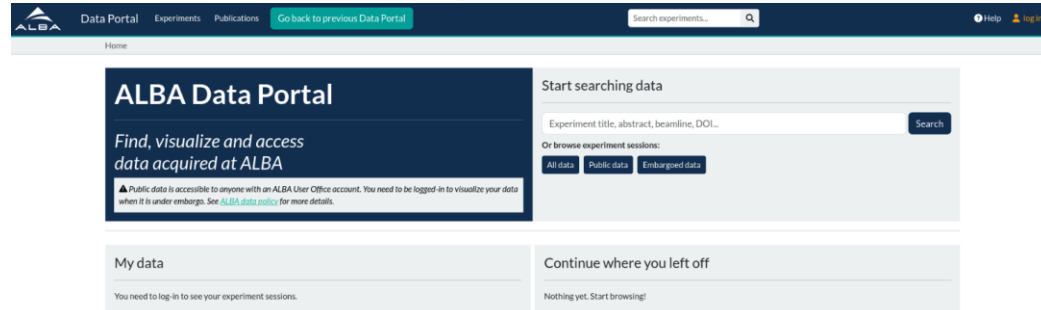 ALBA
Data Portal Experiments Publications Go back to previous Data Portal Search experiments... Help log in
Home
ALBA Data Portal
Find, visualize and access
data acquired at ALBA
Public data is accessible to anyone with an ALBA User Office account. You need to be logged-in to visualize your data
when it is under embargo. See ALBA data policy for more details.
Start searching data
Experiment title, abstract, beamline, DOI... Search
Or browse experiment sessions:
All data Public data Embargoed data
My data
You need to log-in to see your experiment sessions.
Continue where you left off
Nothing yet. Start browsing!